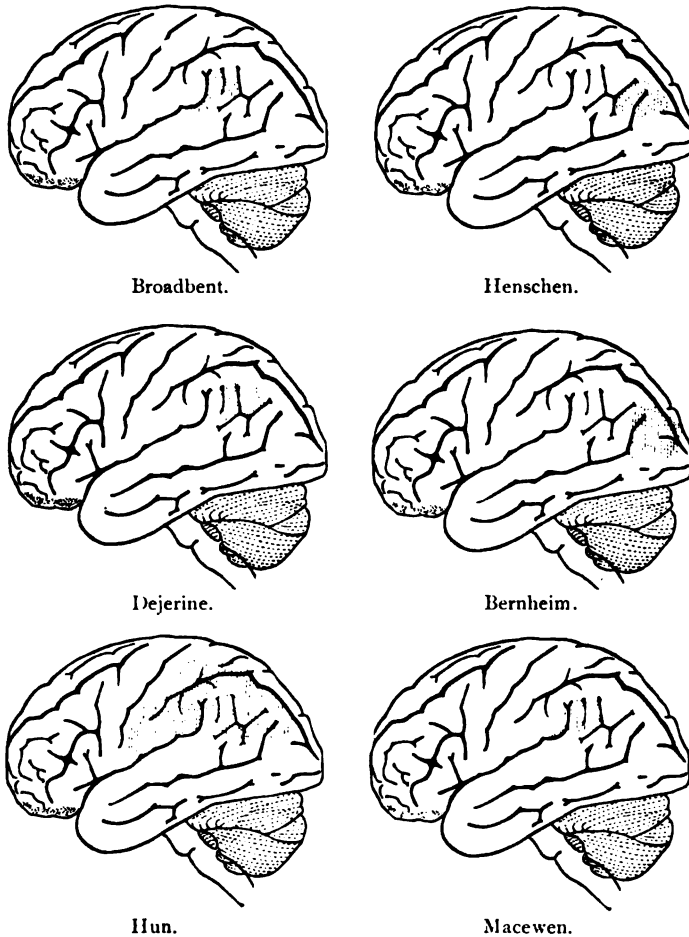 Broadbent.
Henschen.
Dejerine.
Bernheim.
Hun.
Macewen.